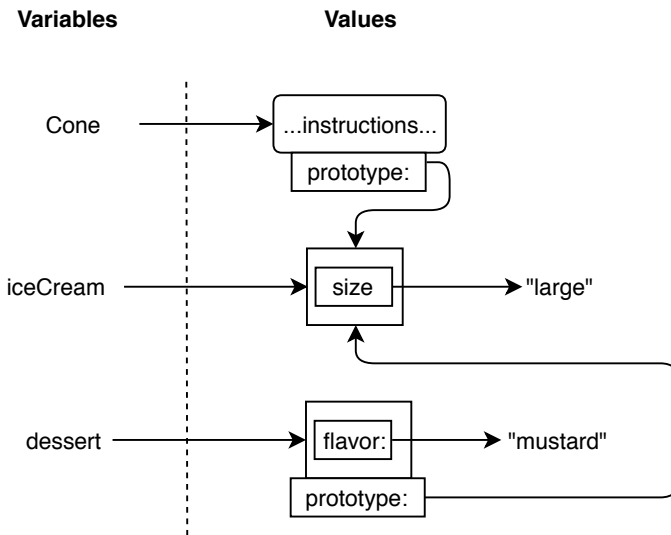 Variables
Values
Cone
...instructions...
prototype:
iceCream
size
"large"
dessert
flavor:
"mustard"
prototype: